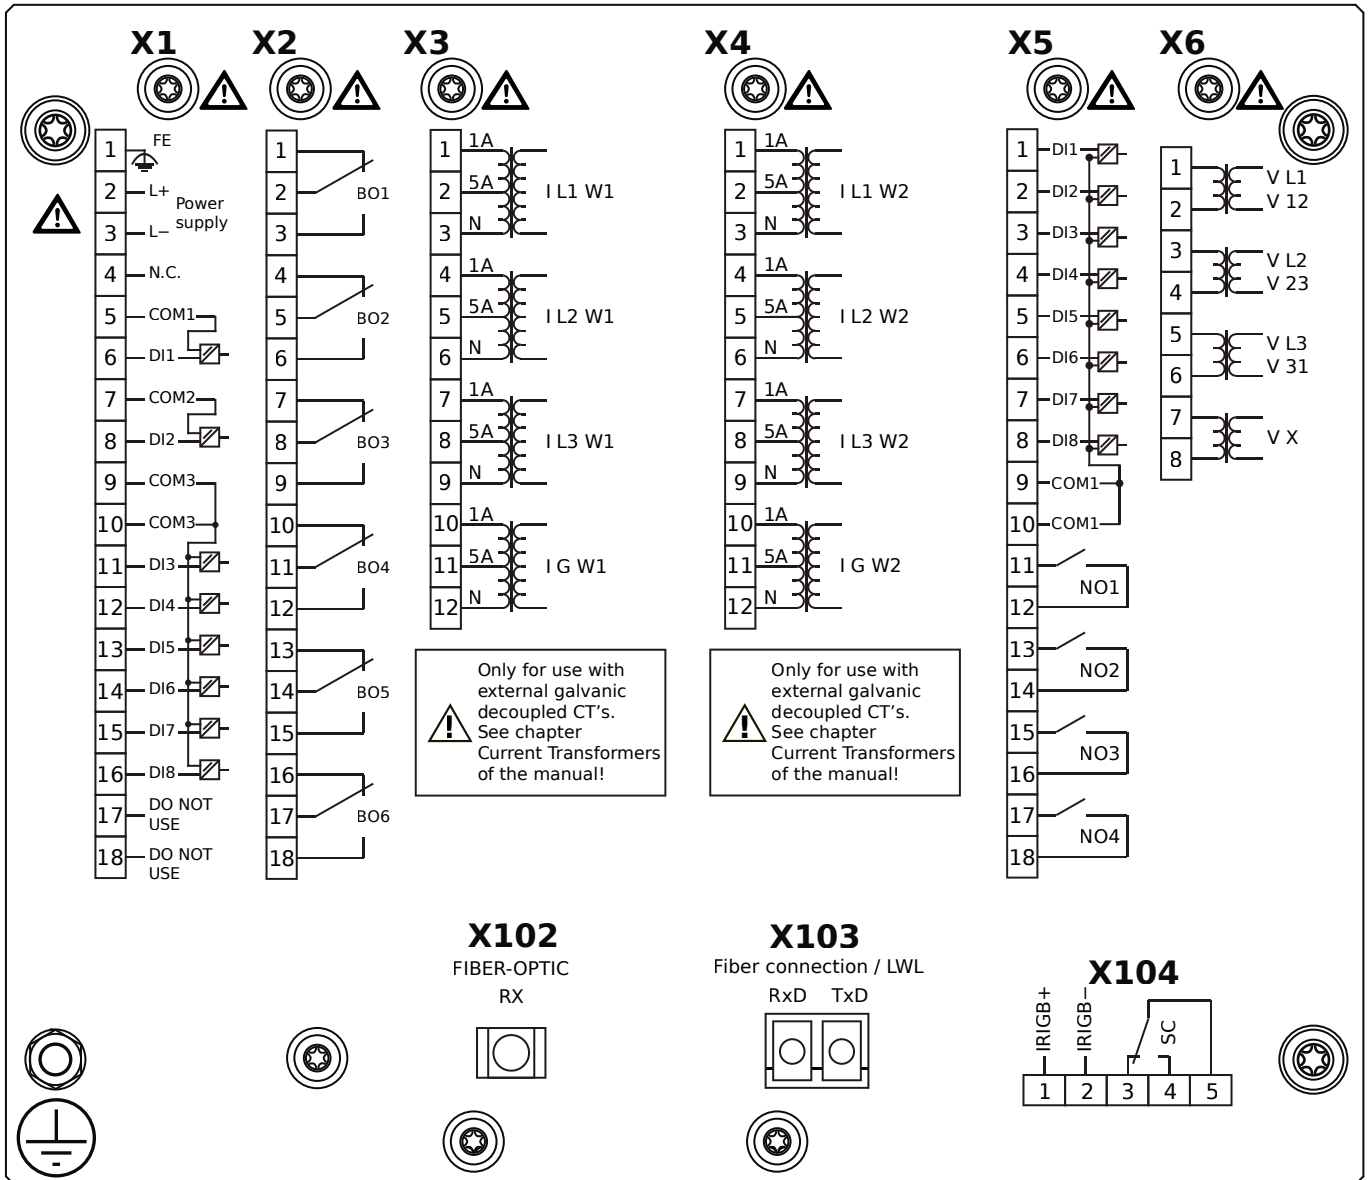 X1 X2 X3 X4 X5 X6
1 FE
2 L+
Power
supply
3 L−
4 N.C.
5 COM1
6 DI1
7 COM2
8 DI2
9 COM3
10 COM3
11 DI3
12 DI4
13 DI5
14 DI6
15 DI7
16 DI8
17 DO NOT
USE
18 DO NOT
USE
1
2 BO1
3
4
5 BO2
6
7
8 BO3
9
10
11 BO4
12
13
14 BO5
15
16
17 BO6
18
1 1A
2 5A I L1 W1
3 N
4 1A
5 5A I L2 W1
6 N
7 1A
8 5A I L3 W1
9 N
10 1A
11 5A I G W1
12 N
Only for use with
external galvanic
decoupled CT's.
See chapter
Current Transformers
of the manual!
1 1A
2 5A I L1 W2
3 N
4 1A
5 5A I L2 W2
6 N
7 1A
8 5A I L3 W2
9 N
10 1A
11 5A I G W2
12 N
Only for use with
external galvanic
decoupled CT's.
See chapter
Current Transformers
of the manual!
1 DI1
2 DI2
3 DI3
4 DI4
5 DI5
6 DI6
7 DI7
8 DI8
9 COM1
10 COM1
11
NO1
12
13
NO2
14
15
NO3
16
17
NO4
18
1 V L1
2 V 12
3 V L2
4 V 23
5 V L3
6 V 31
7
V X
8
X102
FIBER-OPTIC
RX
X103
Fiber connection / LWL
RxD TxD
X104
IRIGB+ IRIGB− SC
1 2 3 4 5